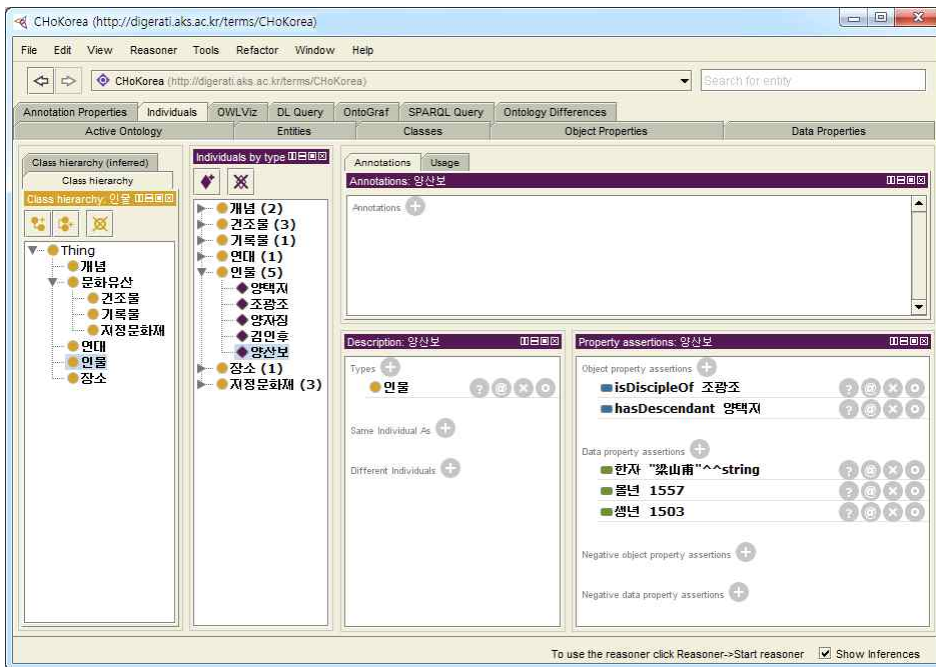 CHoKorea (http://digerati.aks.ac.kr/terms/CHoKorea)
File Edit View Reasoner Tools Refactor Window Help
CHoKorea (http://digerati.aks.ac.kr/terms/CHoKorea)
Search for entity
Annotation Properties Individuals OWLViz DL Query OntoGraf SPARQL Query Ontology Differences
Active Ontology Entities Classes Object Properties Data Properties
Class hierarchy (inferred)
Class hierarchy
Class hierarchy: 인물
Thing
개념
문화유산
건조물
기록물
지정문화재
연대
인물
장소
Individuals by type
개념 (2)
건조물 (3)
기록물 (1)
연대 (1)
인물 (5)
양택지
조광조
양자징
김인후
양산보
장소 (1)
지정문화재 (3)
Annotations Usage
Annotations: 양산보
Annotations
Description: 양산보
Types
인물
Same Individual As
Different Individuals
Property assertions: 양산보
Object property assertions
isDiscipleOf 조광조
hasDescendant 양택지
Data property assertions
한자 "梁山甫"^^string
몰년 1557
생년 1503
Negative object property assertions
Negative data property assertions
To use the reasoner click Reasoner->Start reasoner Show Inferences